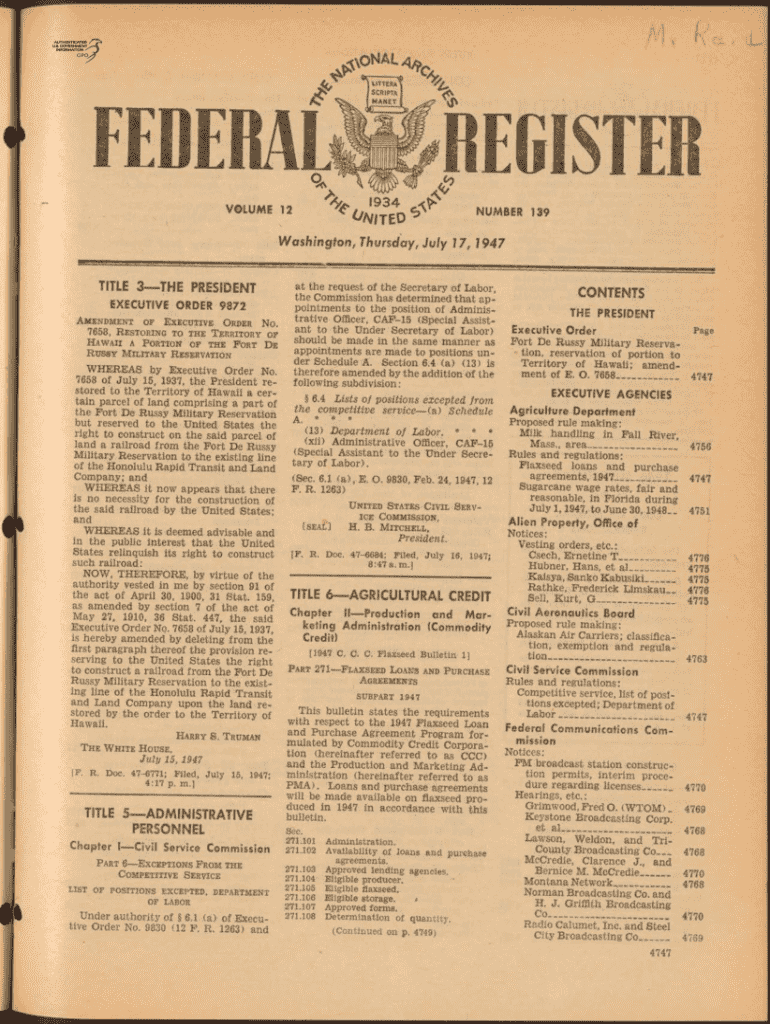 AUTHENTICATED
U.S. GOVERNMENT
INFORMATION
GPO
THE NATIONAL ARCHIVES
LITTERA
SCRIPTA
MANET
FEDERAL REGISTER
1934
OF THE UNITED STATES
VOLUME 12
NUMBER 139
Washington, Thursday, July 17, 1947
TITLE 3—THE PRESIDENT
EXECUTIVE ORDER 9872
AMENDMENT OF EXECUTIVE ORDER NO.
7658, RESTORING TO THE TERRITORY OF
HAWAII A PORTION OF THE FORT DE
RUSSY MILITARY RESERVATION
WHEREAS by Executive Order No.
7658 of July 15, 1937, the President re-
stored to the Territory of Hawaii a cer-
tain parcel of land comprising a part of
the Fort De Russy Military Reservation
but reserved to the United States the
right to construct on the said parcel of
land a railroad from the Fort De Russy
Military Reservation to the existing line
of the Honolulu Rapid Transit and Land
Company; and
WHEREAS it now appears that there
is no necessity for the construction of
the said railroad by the United States;
and
WHEREAS it is deemed advisable and
in the public interest that the United
States relinquish its right to construct
such railroad:
NOW, THEREFORE, by virtue of the
authority vested in me by section 91 of
the act of April 30, 1900, 31 Stat. 159,
as amended by section 7 of the act of
May 27, 1910, 36 Stat. 447, the said
Executive Order No. 7658 of July 15, 1937,
is hereby amended by deleting from the
first paragraph thereof the provision re-
serving to the United States the right
to construct a railroad from the Fort De
Russy Military Reservation to the exist-
ing line of the Honolulu Rapid Transit
and Land Company upon the land re-
stored by the order to the Territory of
Hawaii.
HARRY S. TRUMAN
THE WHITE HOUSE,
July 15, 1947
[F. R. Doc. 47-6771; Filed, July 15, 1947;
4:17 p. m.]
TITLE 5—ADMINISTRATIVE
PERSONNEL
Chapter I—Civil Service Commission
PART 6—EXCEPTIONS FROM THE
COMPETITIVE SERVICE
LIST OF POSITIONS EXCEPTED, DEPARTMENT
OF LABOR
Under authority of § 6.1 (a) of Execu-
tive Order No. 9830 (12 F. R. 1263) and
at the request of the Secretary of Labor,
the Commission has determined that ap-
pointments to the position of Adminis-
trative Officer, CAF-15 (Special Assist-
ant to the Under Secretary of Labor)
should be made in the same manner as
appointments are made to positions un-
der Schedule A. Section 6.4 (a) (13) is
therefore amended by the addition of the
following subdivision:
§ 6.4 Lists of positions excepted from
the competitive service—(a) Schedule
A. * * *
(13) Department of Labor. * * *
(xii) Administrative Officer, CAF-15
(Special Assistant to the Under Secre-
tary of Labor).
(Sec. 6.1 (a), E. O. 9830, Feb. 24, 1947, 12
F. R. 1263)
UNITED STATES CIVIL SERV-
ICE COMMISSION,
[SEAL] H. B. MITCHELL,
President.
[F. R. Doc. 47-6684; Filed, July 16, 1947;
8:47 a. m.]
TITLE 6—AGRICULTURAL CREDIT
Chapter II—Production and Mar-
keting Administration (Commodity
Credit)
[1947 C. C. C. Flaxseed Bulletin 1]
PART 271—FLAXSEED LOANS AND PURCHASE
AGREEMENTS
SUBPART 1947
This bulletin states the requirements
with respect to the 1947 Flaxseed Loan
and Purchase Agreement Program for-
mulated by Commodity Credit Corpora-
tion (hereinafter referred to as CCC)
and the Production and Marketing Ad-
ministration (hereinafter referred to as
PMA). Loans and purchase agreements
will be made available on flaxseed pro-
duced in 1947 in accordance with this
bulletin.
Sec.
271.101 Administration.
271.102 Availability of loans and purchase
agreements.
271.103 Approved lending agencies.
271.104 Eligible producer.
271.105 Eligible flaxseed.
271.106 Eligible storage.
271.107 Approved forms.
271.108 Determination of quantity.
(Continued on p. 4749)
CONTENTS
THE PRESIDENT
Executive Order Page
Fort De Russy Military Reserva-
tion, reservation of portion to
Territory of Hawaii; amend-
ment of E. O. 7658 4747
EXECUTIVE AGENCIES
Agriculture Department
Proposed rule making:
Milk handling in Fall River,
Mass., area 4756
Rules and regulations:
Flaxseed loans and purchase
agreements, 1947 4747
Sugarcane wage rates, fair and
reasonable, in Florida during
July 1, 1947, to June 30, 1948 4751
Alien Property, Office of
Notices:
Vesting orders, etc.:
Csech, Ernetine T 4776
Hubner, Hans, et al 4775
Kaisya, Sanko Kabusiki 4775
Rathke, Frederick Limskau 4776
Sell, Kurt, G 4775
Civil Aeronautics Board
Proposed rule making:
Alaskan Air Carriers; classifica-
tion, exemption and regula-
tion 4763
Civil Service Commission
Rules and regulations:
Competitive service, list of posi-
tions excepted; Department of
Labor 4747
Federal Communications Com-
mission
Notices:
FM broadcast station construc-
tion permits, interim proce-
dure regarding licenses 4770
Hearings, etc.:
Grimwood, Fred O. (WTOM) 4769
Keystone Broadcasting Corp.
et al 4768
Lawson, Weldon, and Tri-
County Broadcasting Co 4768
McCredie, Clarence J., and
Bernice M. McCredie 4770
Montana Network 4768
Norman Broadcasting Co. and
H. J. Griffith Broadcasting
Co 4770
Radio Calumet, Inc. and Steel
City Broadcasting Co 4769
4747